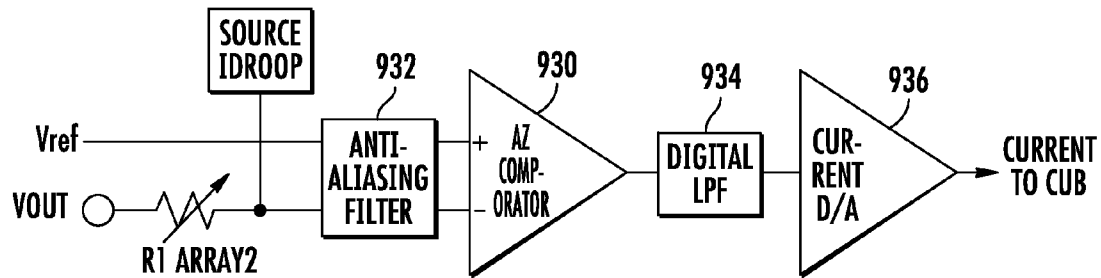 SOURCE
IDROOP
932
930
934
936
Vref
ANTI-
ALIASING
FILTER
+
−
AZ
COMP-
ORATOR
DIGITAL
LPF
CUR-
RENT
D/A
CURRENT
TO CUB
VOUT
R1 ARRAY2